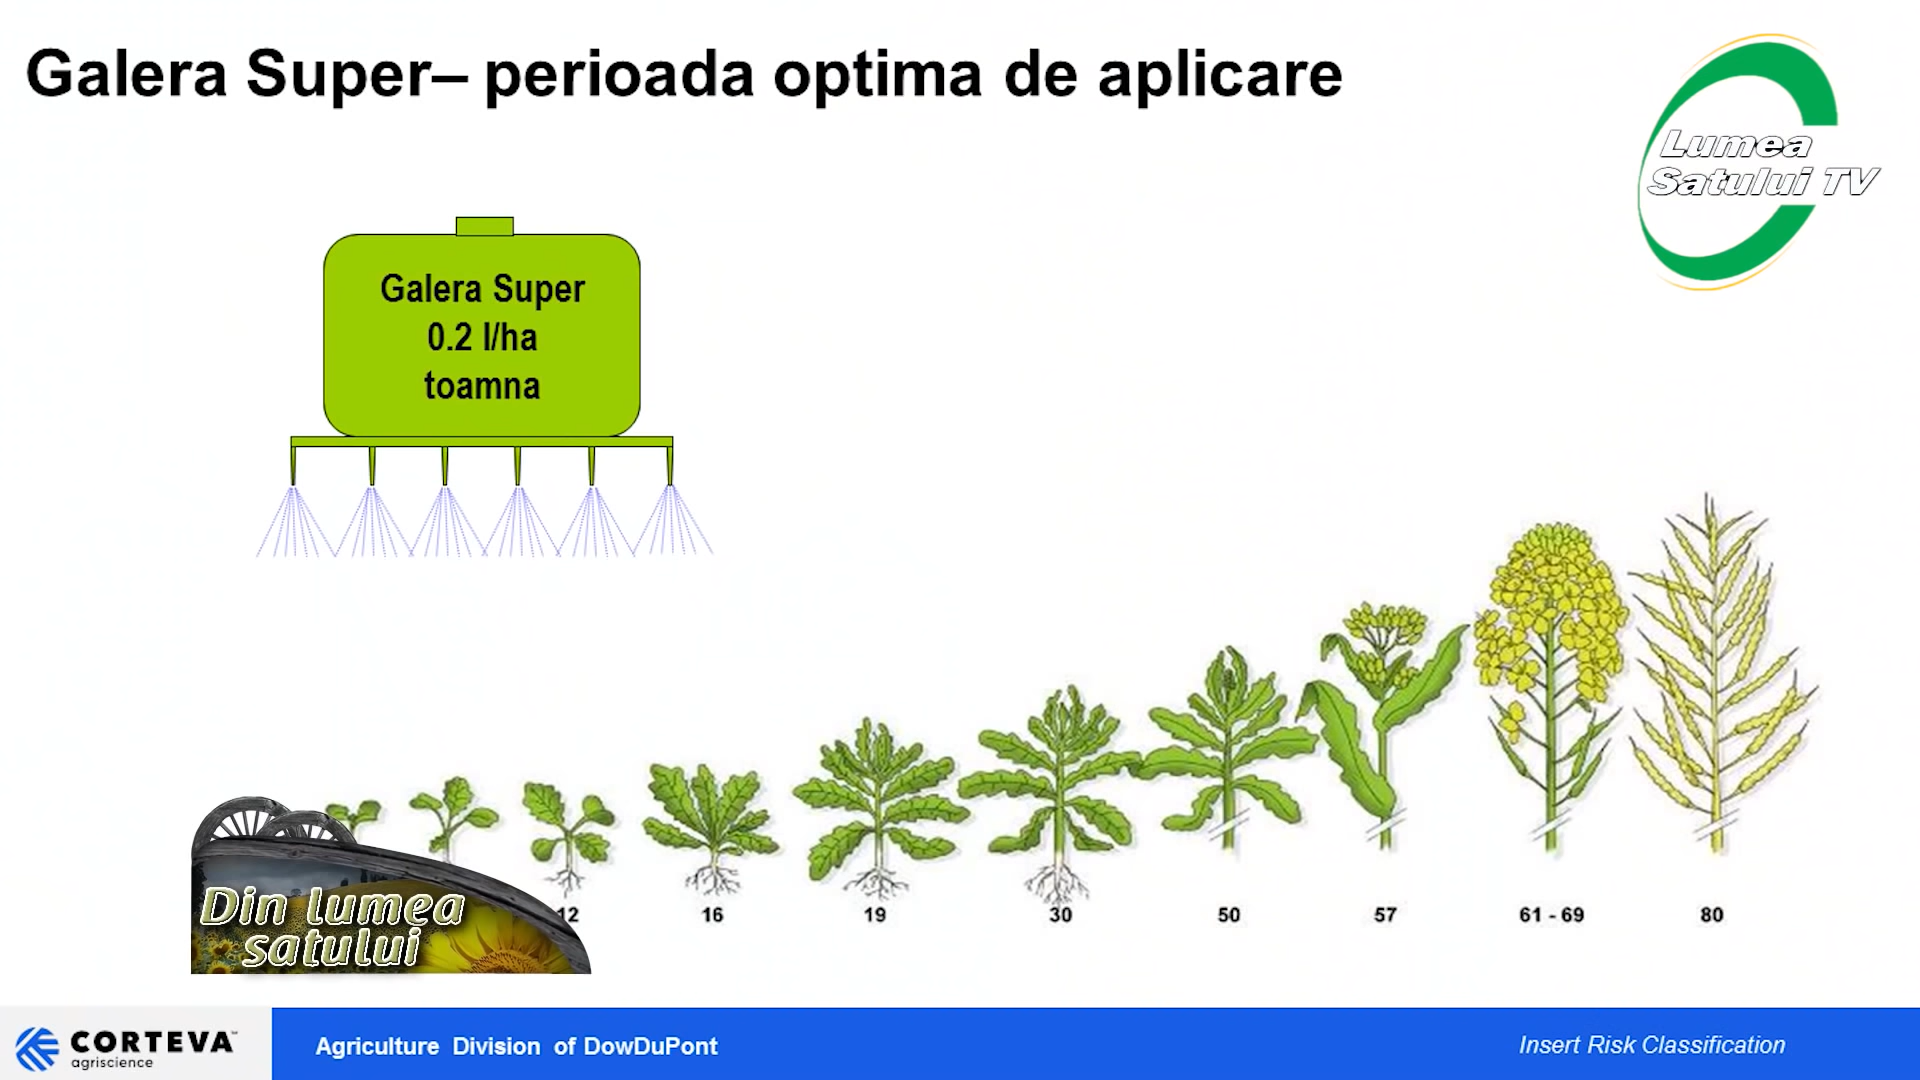 Galera Super– perioada optima de aplicare
Lumea
Satului TV
Galera Super
0.2 l/ha
toamna
Din lumea
satului
12
16
19
30
50
57
61 - 69
80
CORTEVA™
agriscience
Agriculture Division of DowDuPont
Insert Risk Classification